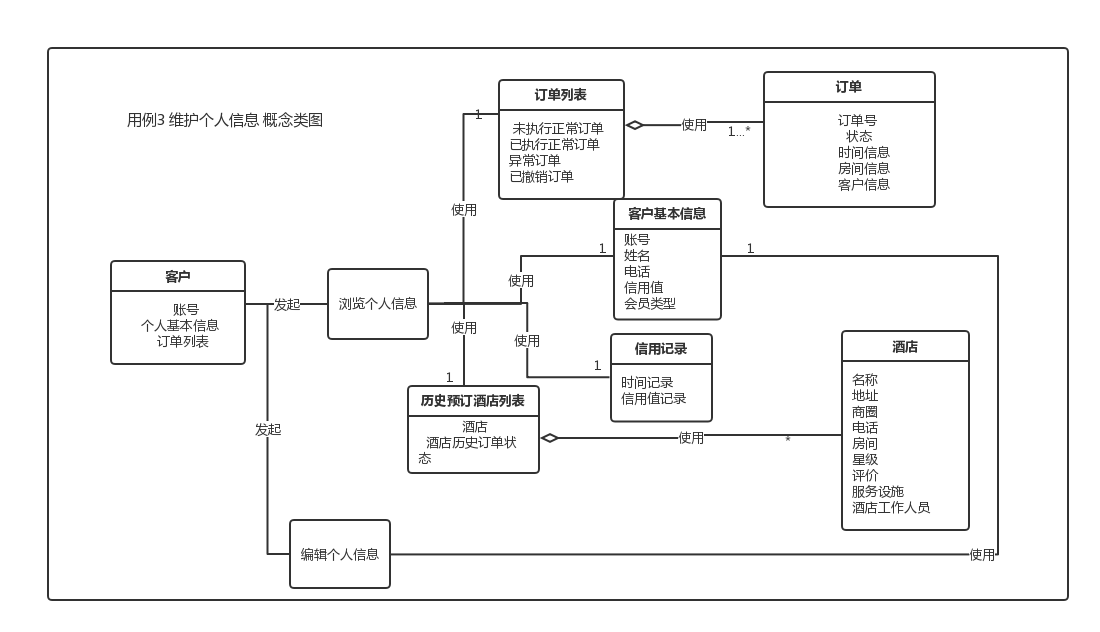 用例3 维护个人信息 概念类图
订单列表
未执行正常订单
已执行正常订单
异常订单
已撤销订单
1
使用
1...*
订单
订单号
状态
时间信息
房间信息
客户信息
使用
客户基本信息
账号
姓名
电话
信用值
会员类型
1
1
使用
客户
账号
个人基本信息
订单列表
发起
浏览个人信息
使用
使用
1
1
信用记录
时间记录
信用值记录
历史预订酒店列表
酒店
酒店历史订单状
态
使用
*
酒店
名称
地址
商圈
电话
房间
星级
评价
服务设施
酒店工作人员
发起
编辑个人信息
使用